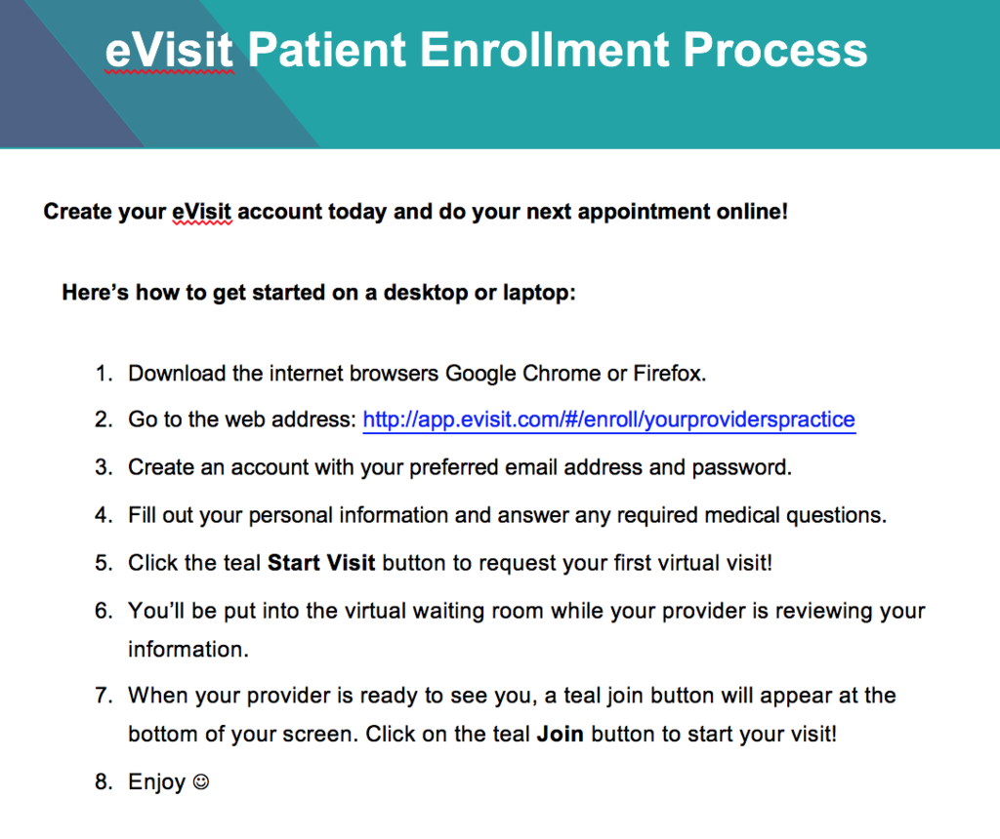 eVisit Patient Enrollment Process
Create your eVisit account today and do your next appointment online!
Here’s how to get started on a desktop or laptop:
1. Download the internet browsers Google Chrome or Firefox.
2. Go to the web address: http://app.evisit.com/#/enroll/yourproviderspractice
3. Create an account with your preferred email address and password.
4. Fill out your personal information and answer any required medical questions.
5. Click the teal Start Visit button to request your first virtual visit!
6. You’ll be put into the virtual waiting room while your provider is reviewing your
information.
7. When your provider is ready to see you, a teal join button will appear at the
bottom of your screen. Click on the teal Join button to start your visit!
8. Enjoy ☺